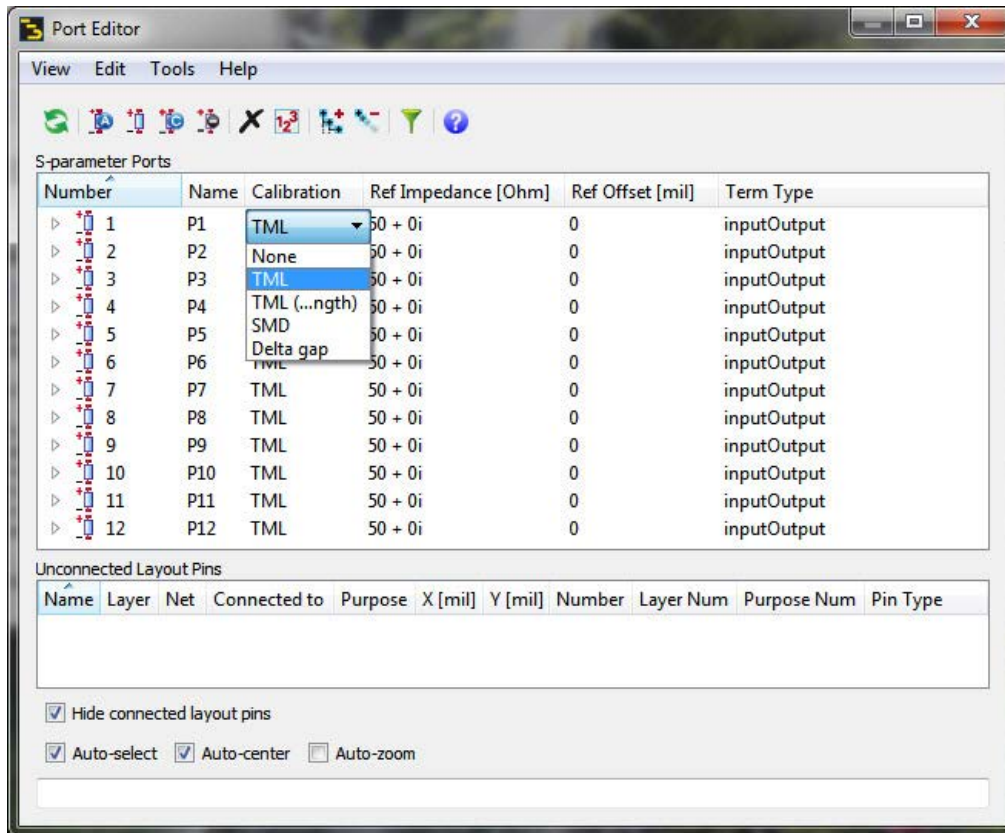 Port Editor
View Edit Tools Help
S-parameter Ports
Number Name Calibration Ref Impedance [Ohm] Ref Offset [mil] Term Type
1 P1 TML 50 + 0i 0 inputOutput
2 P2 None 50 + 0i 0 inputOutput
3 P3 TML 50 + 0i 0 inputOutput
4 P4 TML (...ngth) 50 + 0i 0 inputOutput
5 P5 SMD 50 + 0i 0 inputOutput
Delta gap
6 P6 TML 50 + 0i 0 inputOutput
7 P7 TML 50 + 0i 0 inputOutput
8 P8 TML 50 + 0i 0 inputOutput
9 P9 TML 50 + 0i 0 inputOutput
10 P10 TML 50 + 0i 0 inputOutput
11 P11 TML 50 + 0i 0 inputOutput
12 P12 TML 50 + 0i 0 inputOutput
Unconnected Layout Pins
Name Layer Net Connected to Purpose X [mil] Y [mil] Number Layer Num Purpose Num Pin Type
Hide connected layout pins
Auto-select Auto-center Auto-zoom